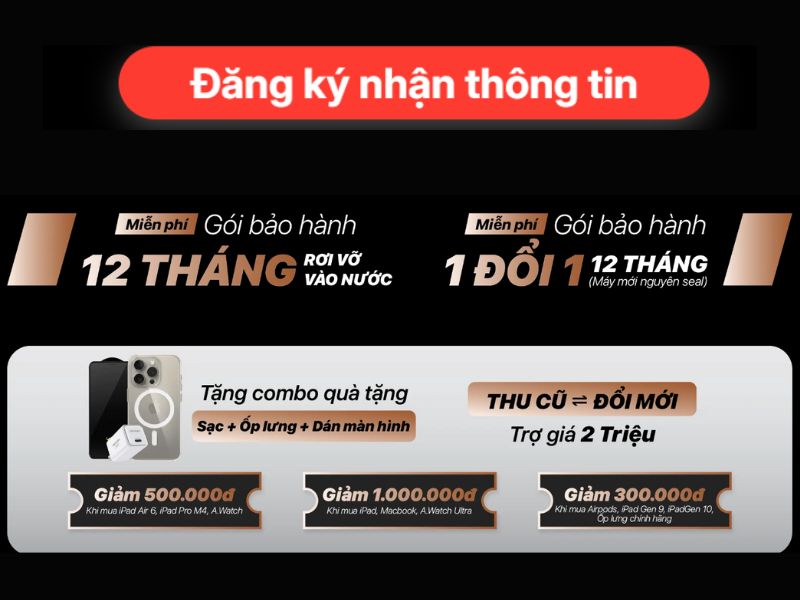 Đăng ký nhận thông tin
Miễn phí Gói bảo hành
12 THÁNG RƠI VỠ
VÀO NƯỚC
Miễn phí Gói bảo hành
1 ĐỔI 1 12 THÁNG
(Máy mới nguyên seal)
Tặng combo quà tặng
Sạc + Ốp lưng + Dán màn hình
THU CŨ ⇌ ĐỔI MỚI
Trợ giá 2 Triệu
Giảm 500.000đ
Khi mua iPad Air 6, iPad Pro M4, A.Watch
Giảm 1.000.000đ
Khi mua iPad, Macbook, A.Watch Ultra
Giảm 300.000đ
Khi mua Airpods, iPad Gen 9, iPadGen 10,
Ốp lưng chính hãng